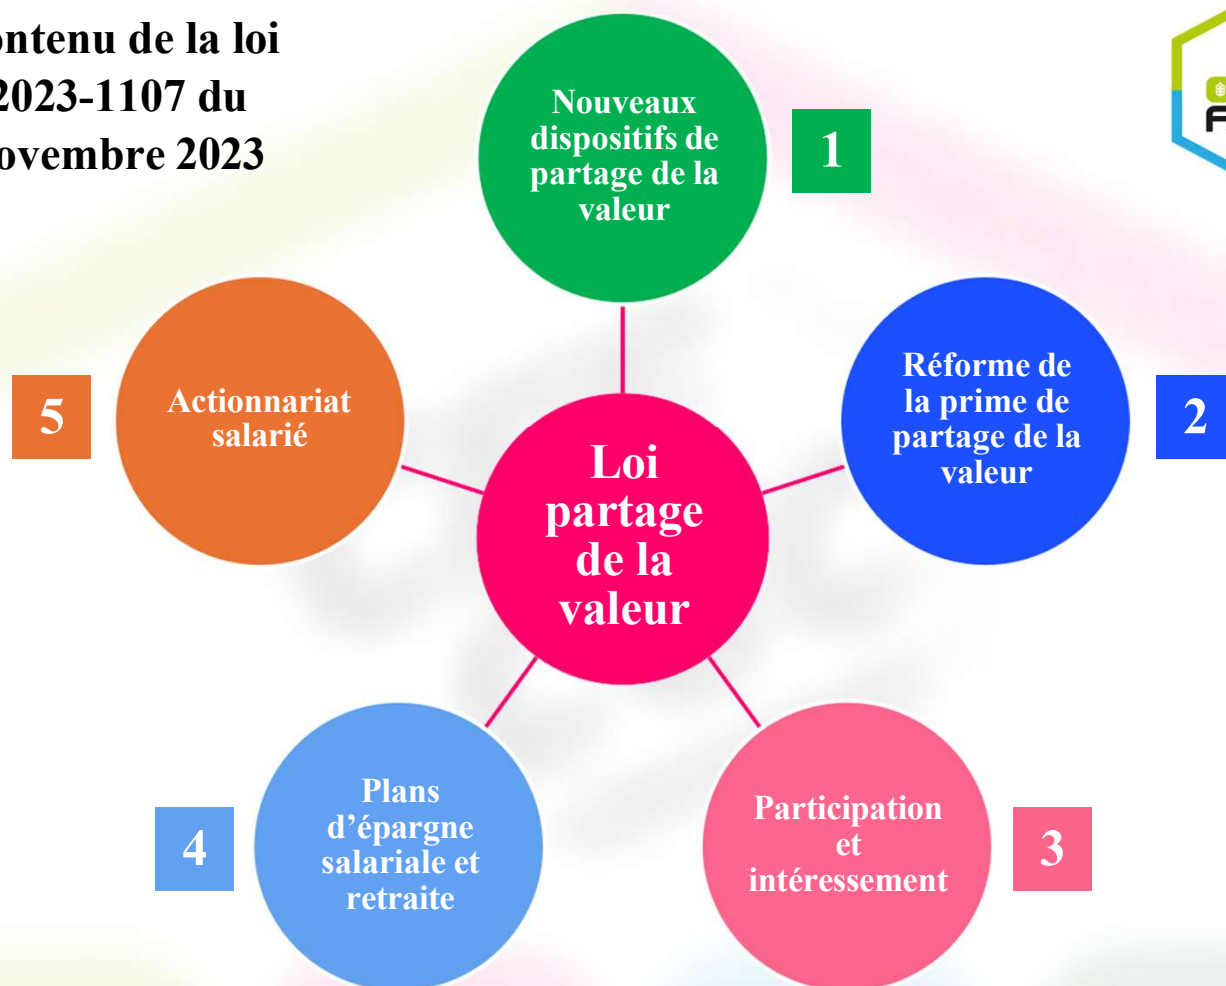 ontenu de la loi
2023-1107 du
ovembre 2023
Nouveaux
dispositifs de
partage de la
valeur
1
Réforme de
la prime de
partage de la
valeur
2
Participation
et
intéressement
3
Plans
d’épargne
salariale et
retraite
4
Actionnariat
salarié
5
Loi
partage
de la
valeur
F